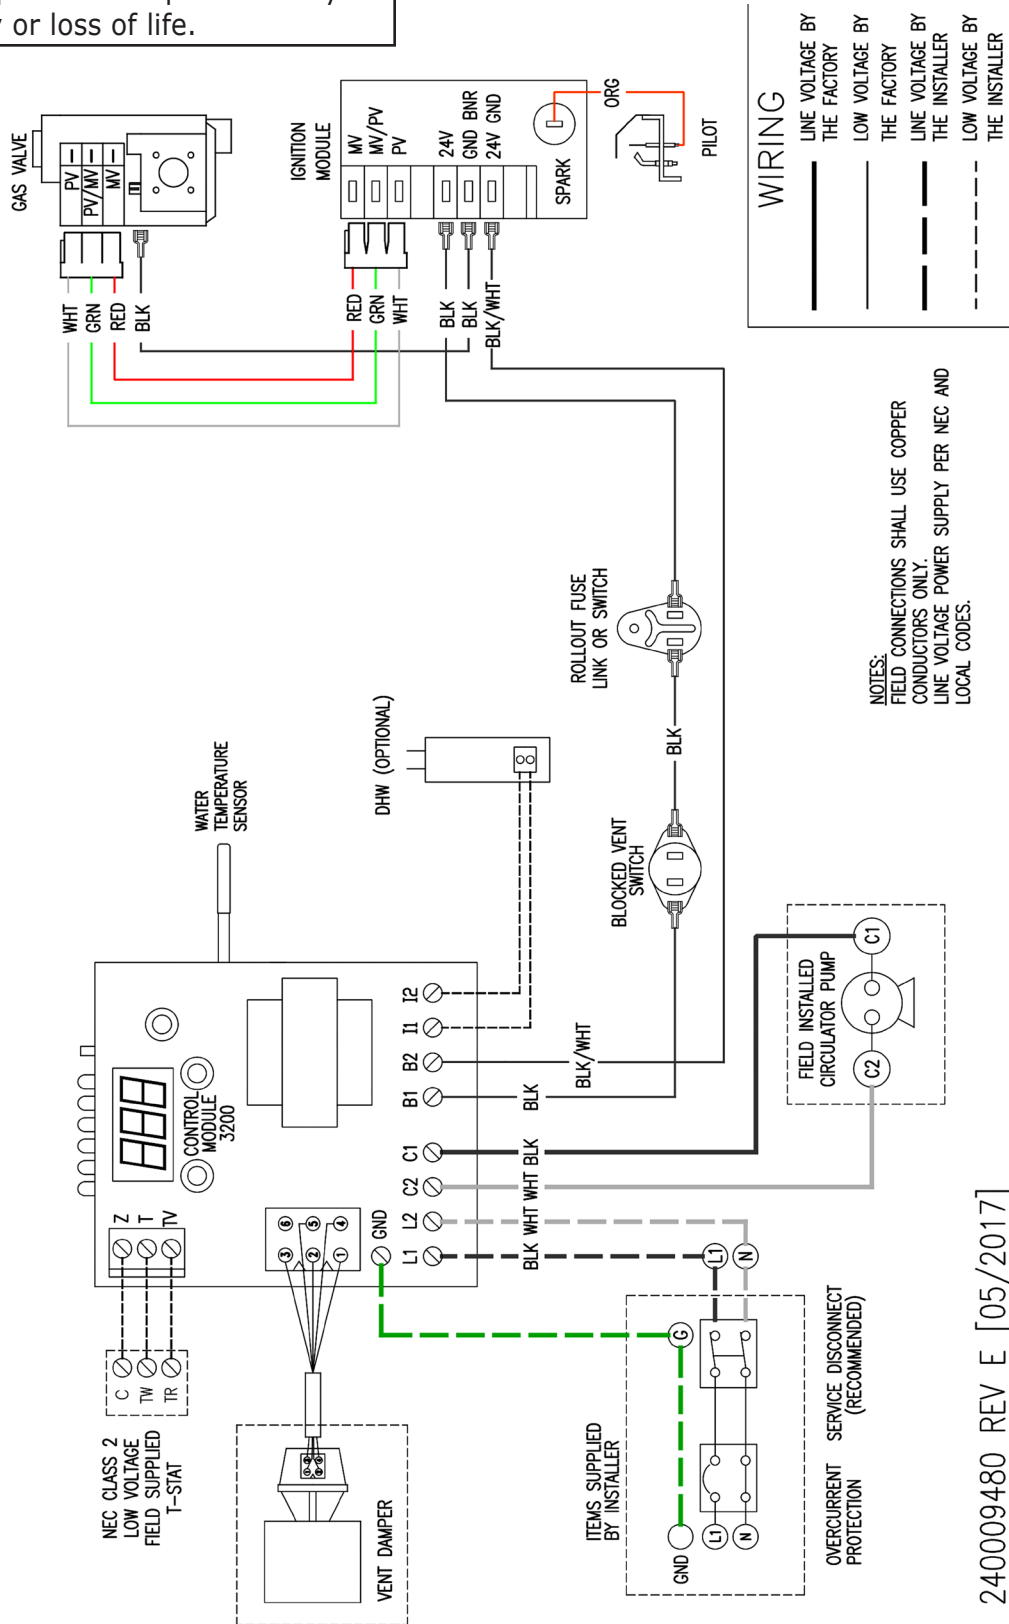 y or loss of life.
GAS VALVE
PV
PV/MV
MV
WHT
GRN
RED
BLK
IGNITION
MODULE
MV
MV/PV
PV
24V
GND BNR
24V GND
SPARK
ORG
PILOT
RED
GRN
WHT
BLK
BLK
BLK/WHT
WIRING
LINE VOLTAGE BY
THE FACTORY
LOW VOLTAGE BY
THE FACTORY
LINE VOLTAGE BY
THE INSTALLER
LOW VOLTAGE BY
THE INSTALLER
NOTES:
FIELD CONNECTIONS SHALL USE COPPER
CONDUCTORS ONLY.
LINE VOLTAGE POWER SUPPLY PER NEC AND
LOCAL CODES.
ROLLOUT FUSE
LINK OR SWITCH
BLK
BLOCKED VENT
SWITCH
DHW (OPTIONAL)
WATER
TEMPERATURE
SENSOR
CONTROL
MODULE
3200
Z
T
TV
C
TW
TR
NEC CLASS 2
LOW VOLTAGE
FIELD SUPPLIED
T-STAT
6
5
4
3
2
1
GND
I2
I1
B2
B1
C1
C2
L2
L1
BLK/WHT
BLK
BLK
WHT
WHT
BLK
FIELD INSTALLED
CIRCULATOR PUMP
C1
C2
VENT DAMPER
ITEMS SUPPLIED
BY INSTALLER
L1
N
G
GND
L1
N
SERVICE DISCONNECT
(RECOMMENDED)
OVERCURRENT
PROTECTION
240009480 REV E [05/2017]